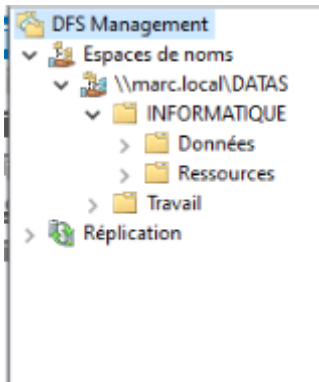 DFS Management
Espaces de noms
\\marc.local\DATAS
INFORMATIQUE
Données
Ressources
Travail
Réplication